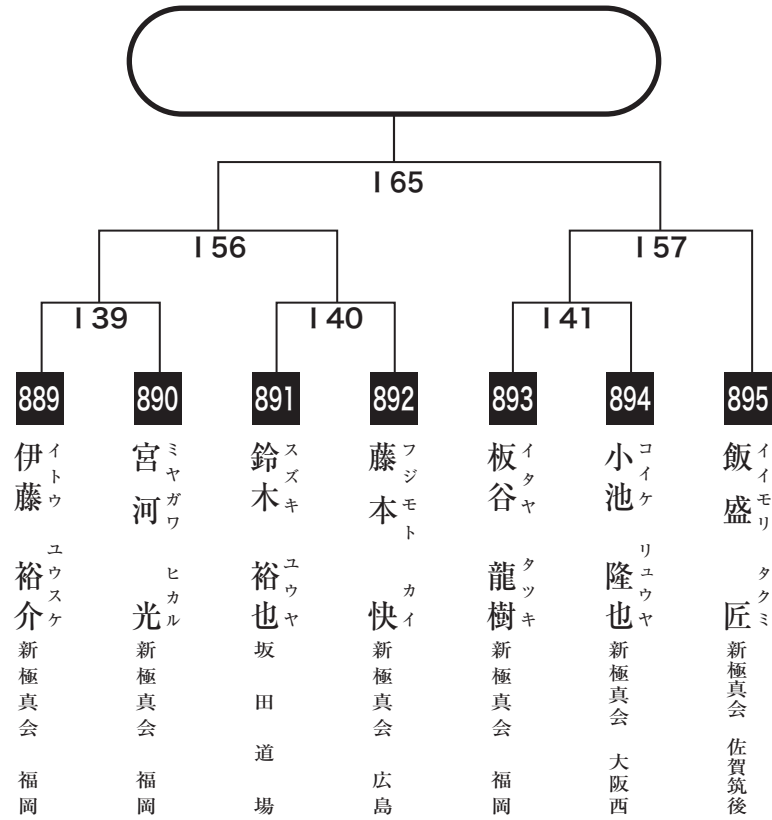 I 65
I 56
I 57
I 39
I 40
I 41
889
890
891
892
893
894
895
伊藤 裕介
イトウ ユウスケ
新極真会 福岡
宮河 光
ミヤガワ ヒカル
新極真会 福岡
鈴木 裕也
スズキ ユウヤ
坂田道場
藤本 快
フジモト カイ
新極真会 広島
板谷 龍樹
イタヤ タツキ
新極真会 福岡
小池 隆也
コイケ リュウヤ
新極真会 大阪西
飯盛 匠
イイモリ タクミ
新極真会 佐賀筑後